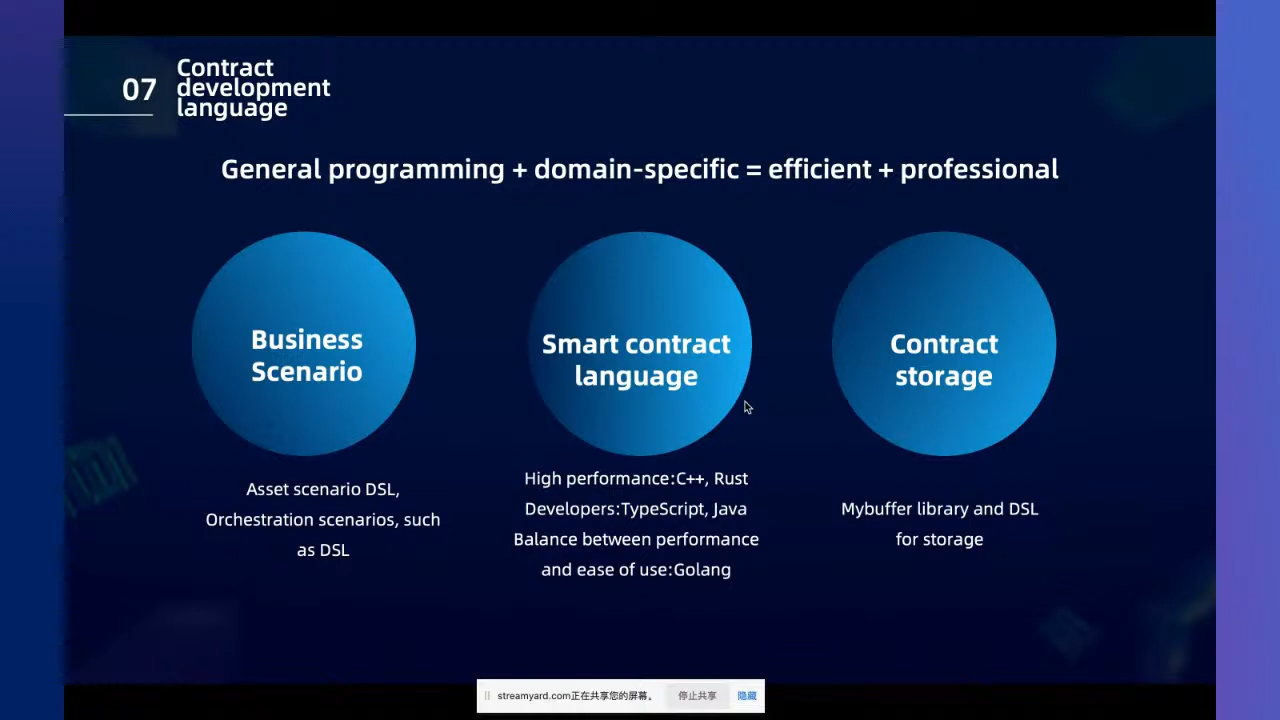 07
Contract
development
language
General programming + domain-specific = efficient + professional
Business
Scenario
Smart contract
language
Contract
storage
Asset scenario DSL,
Orchestration scenarios, such
as DSL
High performance:C++, Rust
Developers:TypeScript, Java
Balance between performance
and ease of use:Golang
Mybuffer library and DSL
for storage
streamyard.com正在共享您的屏幕。 停止共享 隐藏